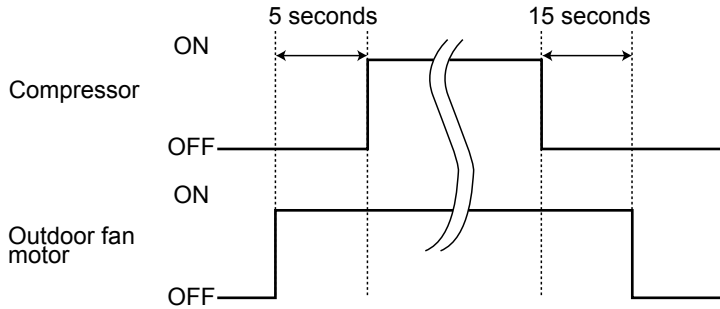 5 seconds
15 seconds
ON
Compressor
OFF
ON
Outdoor fan
motor
OFF